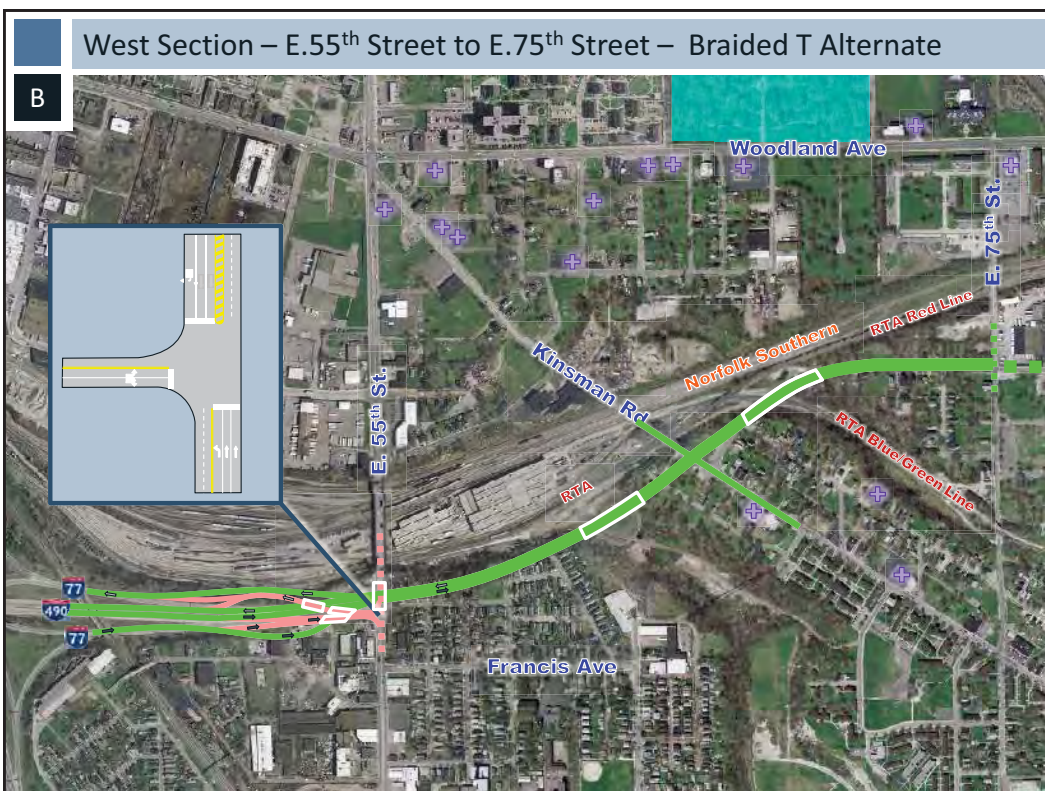 West Section – E.55th Street to E.75th Street – Braided T Alternate
B
Woodland Ave
E. 75th St.
RTA Red Line
Norfolk Southern
Kinsman Rd
E. 55th St.
RTA Blue/Green Line
RTA
77
490
77
Francis Ave